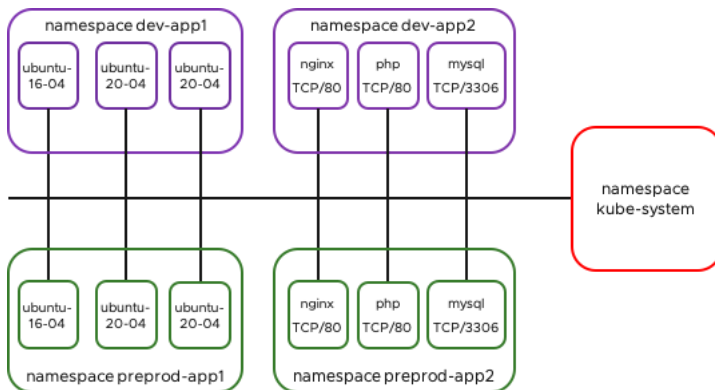 namespace dev-app1
ubuntu-
16-04
ubuntu-
20-04
ubuntu-
20-04
namespace dev-app2
nginx
TCP/80
php
TCP/80
mysql
TCP/3306
namespace
kube-system
ubuntu-
16-04
ubuntu-
20-04
ubuntu-
20-04
namespace preprod-app1
nginx
TCP/80
php
TCP/80
mysql
TCP/3306
namespace preprod-app2